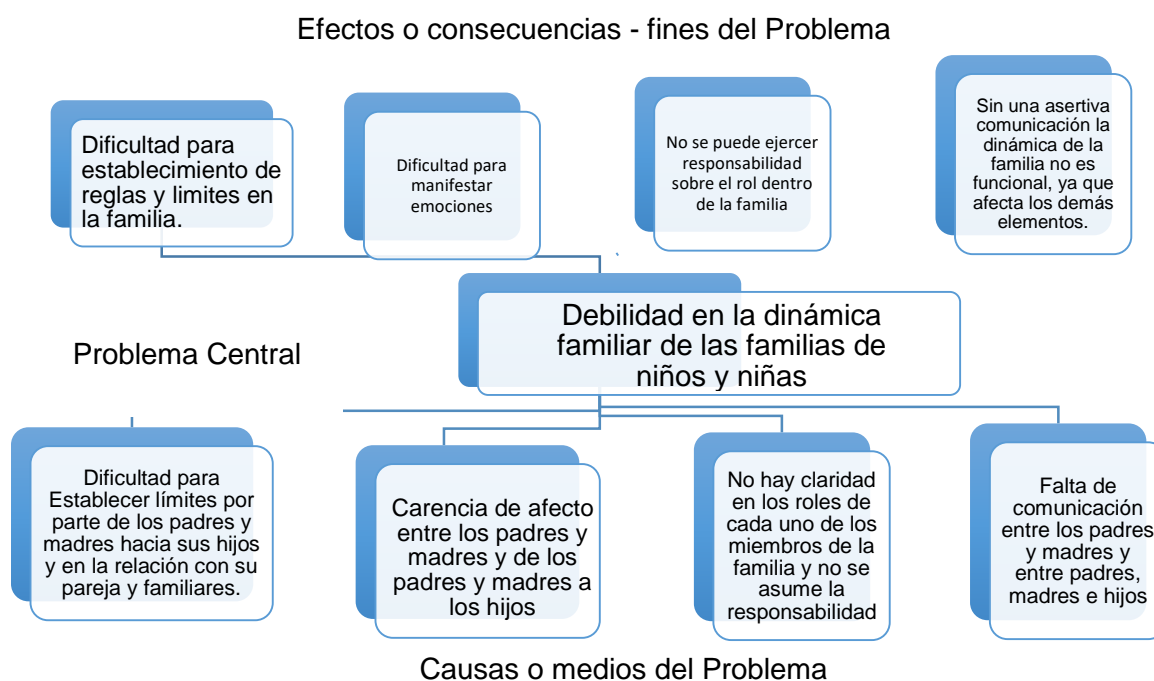 Efectos o consecuencias - fines del Problema
Dificultad para
establecimiento de
reglas y limites en
la familia.
Dificultad para
manifestar
emociones
No se puede ejercer
responsabilidad
sobre el rol dentro
de la familia
Sin una asertiva
comunicación la
dinámica de la
familia no es
funcional, ya que
afecta los demás
elementos.
Debilidad en la dinámica
familiar de las familias de
niños y niñas
Problema Central
Dificultad para
Establecer límites por
parte de los padres y
madres hacia sus hijos
y en la relación con su
pareja y familiares.
Carencia de afecto
entre los padres y
madres y de los
padres y madres a
los hijos
No hay claridad
en los roles de
cada uno de los
miembros de la
familia y no se
asume la
responsabilidad
Falta de
comunicación
entre los padres
y madres y
entre padres,
madres e hijos
Causas o medios del Problema